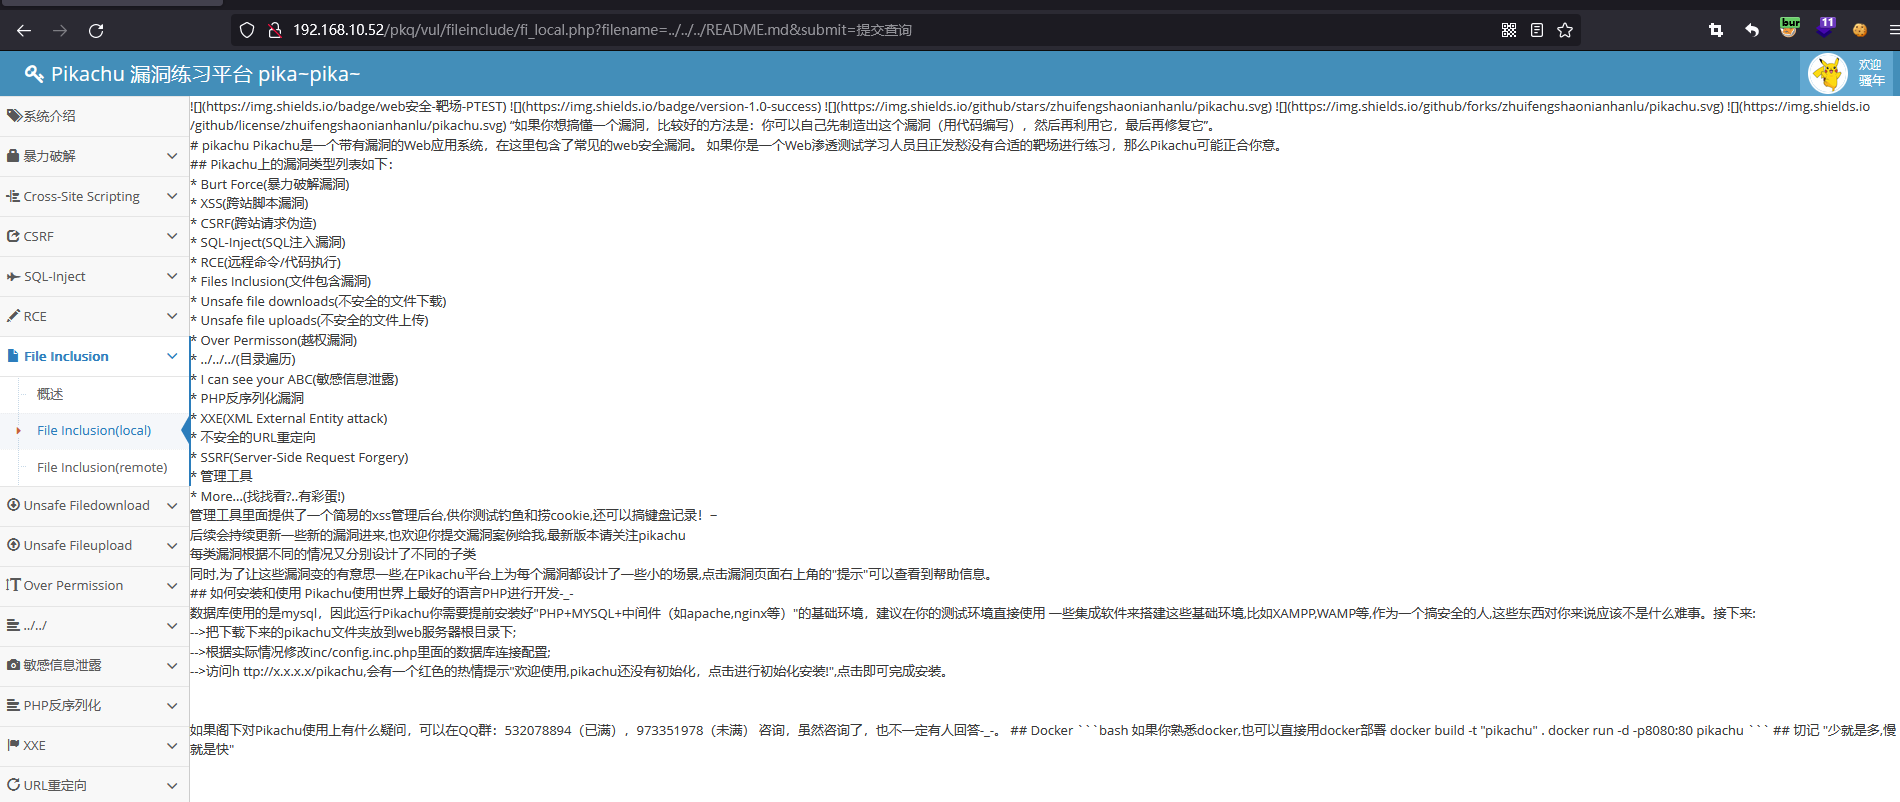 192.168.10.52/pkq/vul/fileinclude/fi_local.php?filename=../../../README.md&submit=提交查询
bur
11
Pikachu 漏洞练习平台 pika~pika~
欢迎
骚年
系统介绍
暴力破解
Cross-Site Scripting
CSRF
SQL-Inject
RCE
File Inclusion
概述
File Inclusion(local)
File Inclusion(remote)
Unsafe Filedownload
Unsafe Fileupload
Over Permission
../../
敏感信息泄露
PHP反序列化
XXE
URL重定向
![](https://img.shields.io/badge/web安全-靶场-PTEST) ![](https://img.shields.io/badge/version-1.0-success) ![](https://img.shields.io/github/stars/zhuifengshaonianhanlu/pikachu.svg) ![](https://img.shields.io/github/forks/zhuifengshaonianhanlu/pikachu.svg) ![](https://img.shields.io
/github/license/zhuifengshaonianhanlu/pikachu.svg) “如果你想搞懂一个漏洞，比较好的方法是：你可以自己先制造出这个漏洞（用代码编写），然后再利用它，最后再修复它”。
# pikachu Pikachu是一个带有漏洞的Web应用系统，在这里包含了常见的web安全漏洞。 如果你是一个Web渗透测试学习人员且正发愁没有合适的靶场进行练习，那么Pikachu可能正合你意。
## Pikachu上的漏洞类型列表如下：
* Burt Force(暴力破解漏洞)
* XSS(跨站脚本漏洞)
* CSRF(跨站请求伪造)
* SQL-Inject(SQL注入漏洞)
* RCE(远程命令/代码执行)
* Files Inclusion(文件包含漏洞)
* Unsafe file downloads(不安全的文件下载)
* Unsafe file uploads(不安全的文件上传)
* Over Permisson(越权漏洞)
* ../../../(目录遍历)
* I can see your ABC(敏感信息泄露)
* PHP反序列化漏洞
* XXE(XML External Entity attack)
* 不安全的URL重定向
* SSRF(Server-Side Request Forgery)
* 管理工具
* More...(找找看?..有彩蛋!)
管理工具里面提供了一个简易的xss管理后台,供你测试钓鱼和捞cookie,还可以搞键盘记录！~
后续会持续更新一些新的漏洞进来,也欢迎你提交漏洞案例给我,最新版本请关注pikachu
每类漏洞根据不同的情况又分别设计了不同的子类
同时,为了让这些漏洞变的有意思一些,在Pikachu平台上为每个漏洞都设计了一些小的场景,点击漏洞页面右上角的"提示"可以查看到帮助信息。
## 如何安装和使用 Pikachu使用世界上最好的语言PHP进行开发-_-
数据库使用的是mysql，因此运行Pikachu你需要提前安装好"PHP+MYSQL+中间件（如apache,nginx等）"的基础环境，建议在你的测试环境直接使用 一些集成软件来搭建这些基础环境,比如XAMPP,WAMP等,作为一个搞安全的人,这些东西对你来说应该不是什么难事。接下来:
-->把下载下来的pikachu文件夹放到web服务器根目录下;
-->根据实际情况修改inc/config.inc.php里面的数据库连接配置;
-->访问h ttp://x.x.x.x/pikachu,会有一个红色的热情提示"欢迎使用,pikachu还没有初始化，点击进行初始化安装!",点击即可完成安装。
如果阁下对Pikachu使用上有什么疑问，可以在QQ群：532078894（已满），973351978（未满） 咨询，虽然咨询了，也不一定有人回答-_-。 ## Docker ```bash 如果你熟悉docker,也可以直接用docker部署 docker build -t "pikachu" . docker run -d -p8080:80 pikachu ``` ## 切记 "少就是多,慢
就是快"